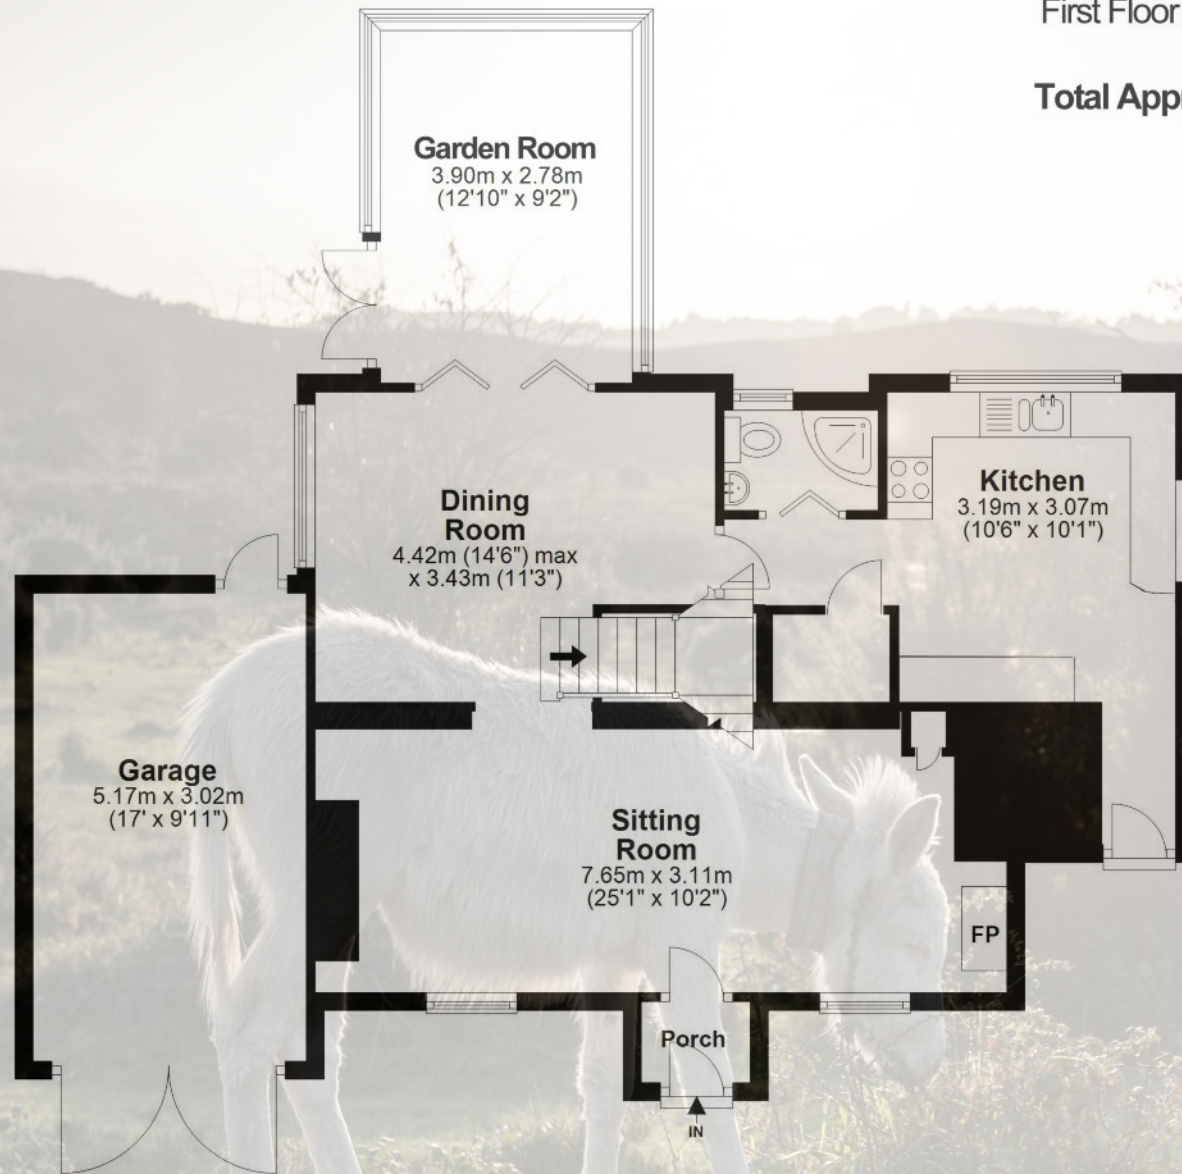 First Floor
Total Appr
Garden Room
3.90m x 2.78m
(12'10" x 9'2")
Dining
Room
4.42m (14'6") max
x 3.43m (11'3")
Kitchen
3.19m x 3.07m
(10'6" x 10'1")
Garage
5.17m x 3.02m
(17' x 9'11")
Sitting
Room
7.65m x 3.11m
(25'1" x 10'2")
FP
Porch
IN